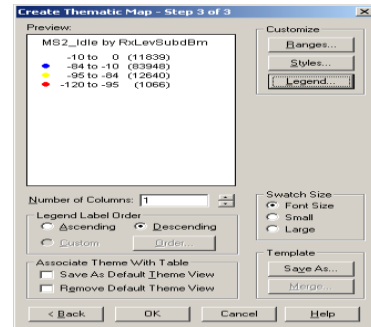 Create Thematic Map - Step 3 of 3
Preview:
MS2_Idle by RxLevSubdBm
-10 to 0 (11839)
-84 to -10 (83948)
-95 to -84 (12640)
-120 to -95 (1066)
Customize
Ranges...
Styles...
Legend...
Number of Columns: 1
Legend Label Order
Ascending Descending
Custom Order...
Swatch Size
Font Size
Small
Large
Associate Theme With Table
Save As Default Theme View
Remove Default Theme View
Template
Save As...
Merge...
< Back OK Cancel Help